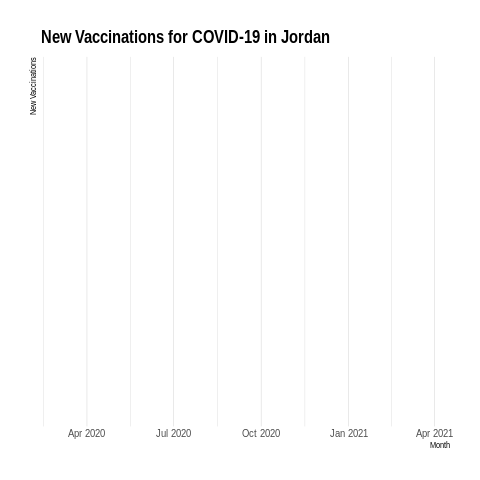 New Vaccinations for COVID-19 in Jordan
New Vaccinations
Apr 2020
Jul 2020
Oct 2020
Jan 2021
Apr 2021
Month